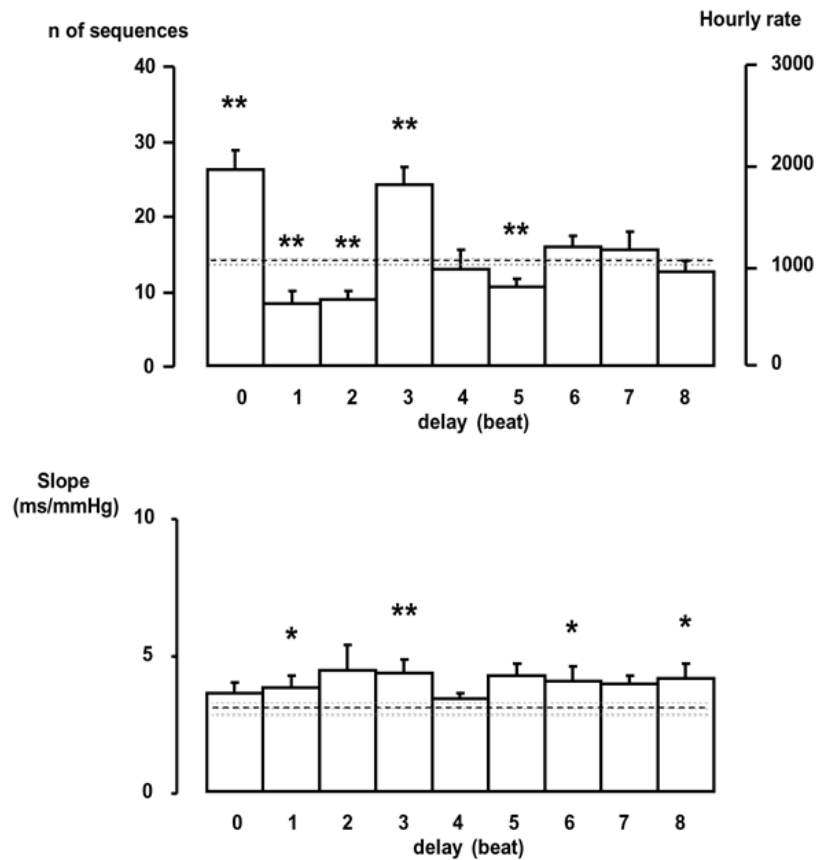 n of sequences
Hourly rate
40
30
20
10
0
3000
2000
1000
0
**
**
**
**
**
0 1 2 3 4 5 6 7 8
delay (beat)
Slope
(ms/mmHg)
10
5
0
*
**
*
*
0 1 2 3 4 5 6 7 8
delay (beat)